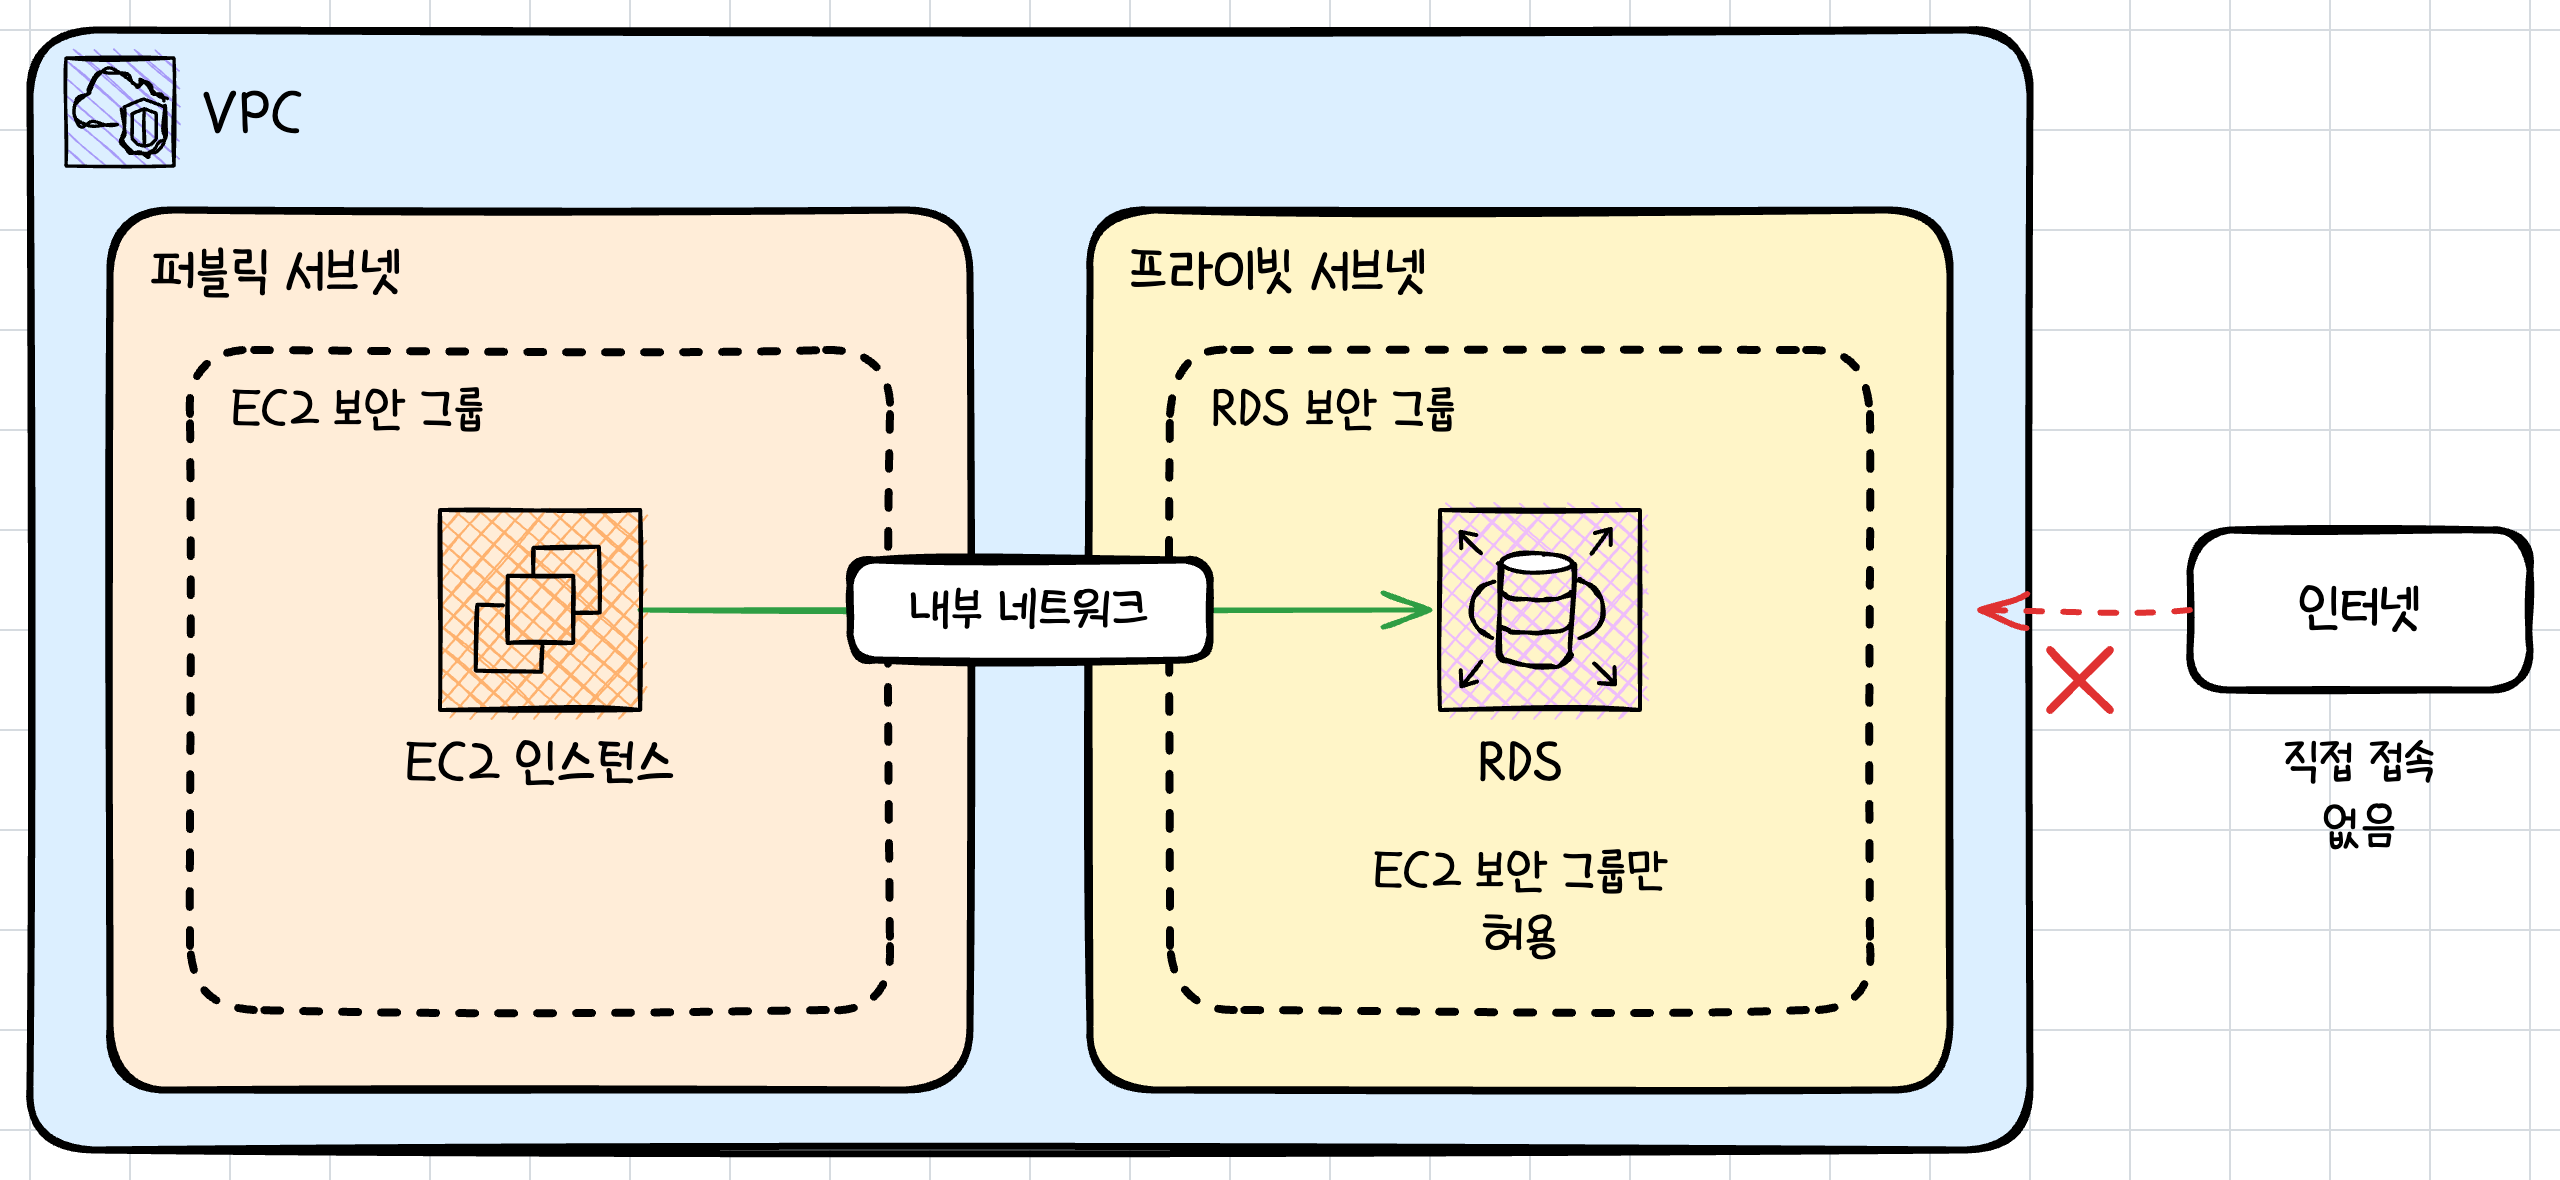 VPC
퍼블릭 서브넷
EC2 보안 그룹
EC2 인스턴스
내부 네트워크
프라이빗 서브넷
RDS 보안 그룹
RDS
EC2 보안 그룹만
허용
인터넷
직접 접속
없음